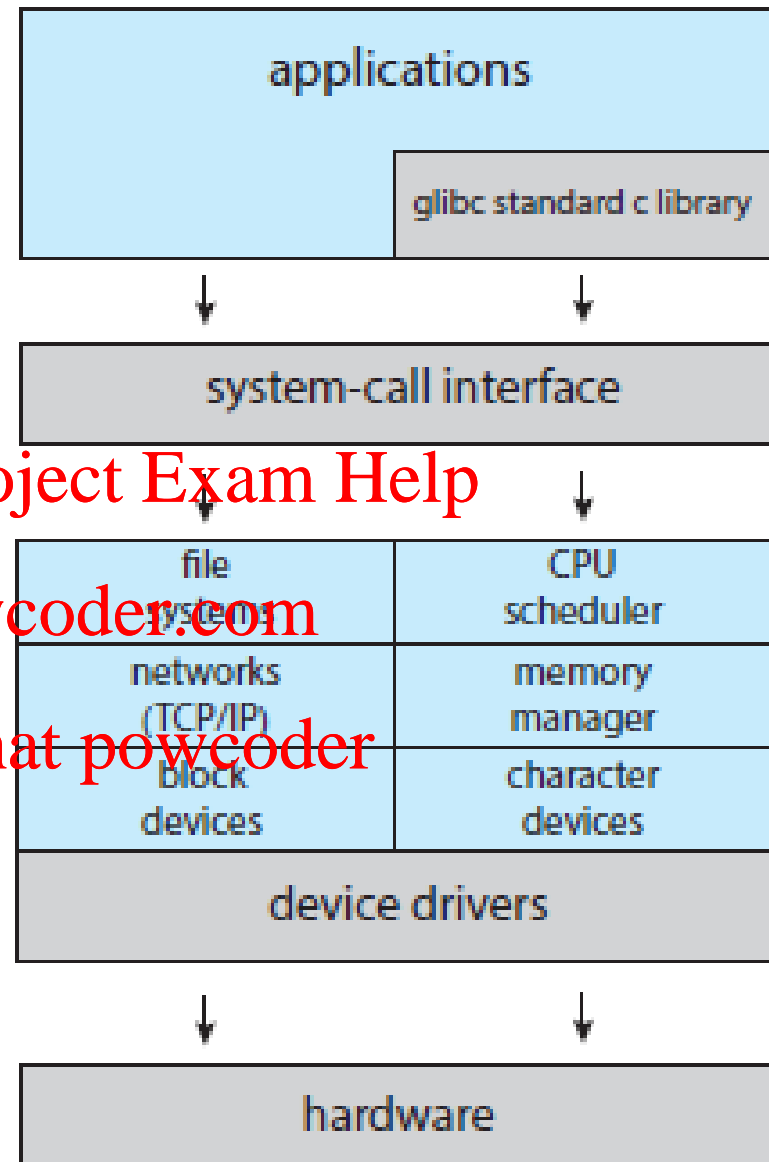 applications
glibc standard c library
system-call interface
oject Exam Help
file
systems
CPU
scheduler
coder.com
networks
(TCP/IP)
memory
manager
at powcoder
block
devices
character
devices
device drivers
hardware